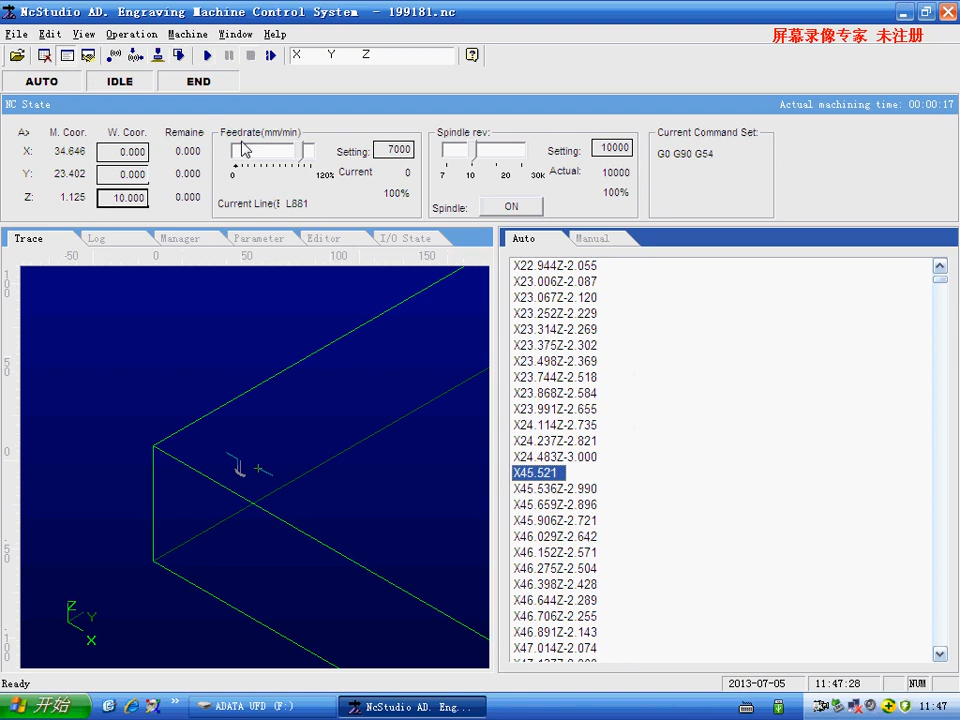 NcStudio AD. Engraving Machine Control System - 199181.nc
File Edit View Operation Machine Window Help
屏幕录像专家 未注册
X Y Z
AUTO IDLE END
NC State Actual machining time: 00:00:17
A> M. Coor. W. Coor. Remaine
X: 34.646 0.000 0.000
Y: 23.402 0.000 0.000
Z: 1.125 10.000 0.000
Feedrate(mm/min)
Setting: 7000
0 120% Current 0
100%
Current Line(E L881
Spindle rev:
Setting: 10000
7 10 20 30k Actual: 10000
100%
Spindle: ON
Current Command Set:
G0 G90 G54
Trace Log Manager Parameter Editor I/O State
-50 0 50 100 150
100
50
0
-50
-100
Z
Y
X
Auto Manual
X22.944Z-2.055
X23.006Z-2.087
X23.067Z-2.120
X23.252Z-2.229
X23.314Z-2.269
X23.375Z-2.302
X23.498Z-2.369
X23.744Z-2.518
X23.868Z-2.584
X23.991Z-2.655
X24.114Z-2.735
X24.237Z-2.821
X24.483Z-3.000
X45.521
X45.536Z-2.990
X45.659Z-2.896
X45.906Z-2.721
X46.029Z-2.642
X46.152Z-2.571
X46.275Z-2.504
X46.398Z-2.428
X46.644Z-2.289
X46.706Z-2.255
X46.891Z-2.143
X47.014Z-2.074
Ready 2013-07-05 11:47:28 NUM
开始 ADATA UFD (F:) NcStudio AD. Eng... 11:47